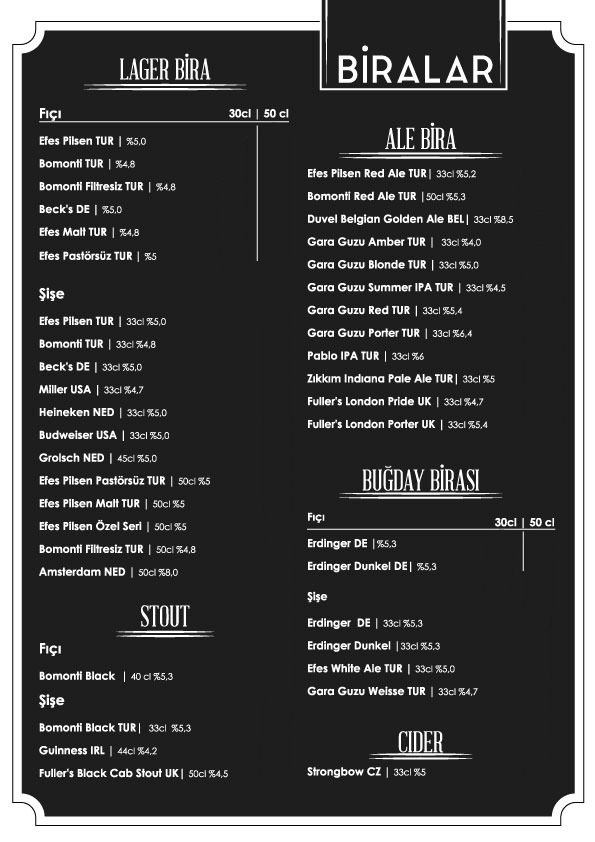 BİRALAR
LAGER BİRA
Fıçı 30cl | 50 cl
Efes Pilsen TUR | %5,0
Bomonti TUR | %4,8
Bomonti Filtresiz TUR | %4,8
Beck's DE | %5,0
Efes Malt TUR | %4,8
Efes Pastörsüz TUR | %5
Şişe
Efes Pilsen TUR | 33cl %5,0
Bomonti TUR | 33cl %4,8
Beck's DE | 33cl %5,0
Miller USA | 33cl %4,7
Heineken NED | 33cl %5,0
Budweiser USA | 33cl %5,0
Grolsch NED | 45cl %5,0
Efes Pilsen Pastörsüz TUR | 50cl %5
Efes Pilsen Malt TUR | 50cl %5
Efes Pilsen Özel Seri | 50cl %5
Bomonti Filtresiz TUR | 50cl %4,8
Amsterdam NED | 50cl %8,0
STOUT
Fıçı
Bomonti Black | 40 cl %5,3
Şişe
Bomonti Black TUR| 33cl %5,3
Guinness IRL | 44cl %4,2
Fuller's Black Cab Stout UK| 50cl %4,5
ALE BİRA
Efes Pilsen Red Ale TUR| 33cl %5,2
Bomonti Red Ale TUR |50cl %5,3
Duvel Belgian Golden Ale BEL| 33cl %8,5
Gara Guzu Amber TUR | 33cl %4,0
Gara Guzu Blonde TUR | 33cl %5,0
Gara Guzu Summer IPA TUR | 33cl %4,5
Gara Guzu Red TUR | 33cl %5,4
Gara Guzu Porter TUR | 33cl %6,4
Pablo IPA TUR | 33cl %6
Zıkkım Indıana Pale Ale TUR| 33cl %5
Fuller's London Pride UK | 33cl %4,7
Fuller's London Porter UK | 33cl %5,4
BUĞDAY BİRASI
Fıçı 30cl | 50 cl
Erdinger DE |%5,3
Erdinger Dunkel DE| %5,3
Şişe
Erdinger DE | 33cl %5,3
Erdinger Dunkel |33cl %5,3
Efes White Ale TUR | 33cl %5,0
Gara Guzu Weisse TUR | 33cl %4,7
CIDER
Strongbow CZ | 33cl %5